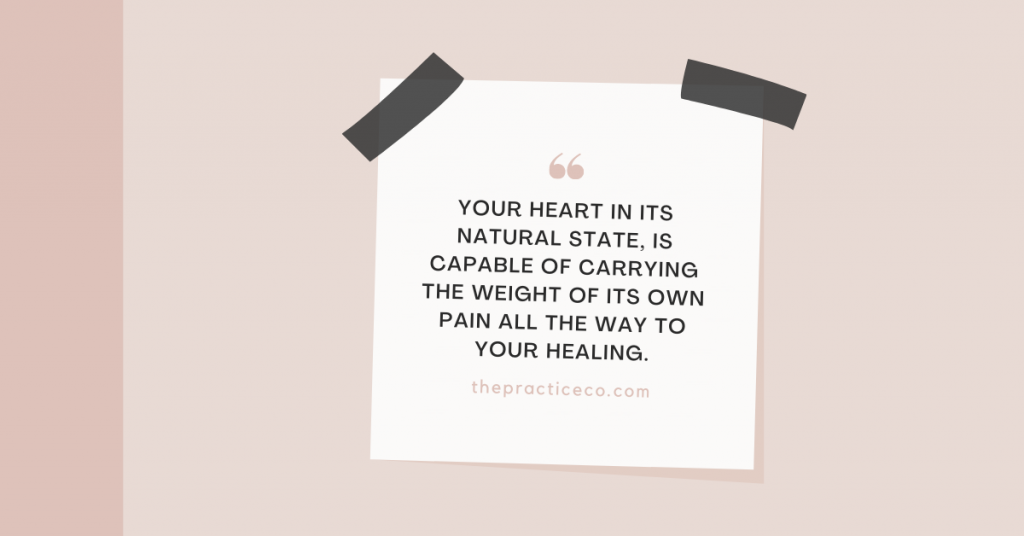 ❝
YOUR HEART IN ITS
NATURAL STATE, IS
CAPABLE OF CARRYING
THE WEIGHT OF ITS OWN
PAIN ALL THE WAY TO
YOUR HEALING.
thepracticeco.com